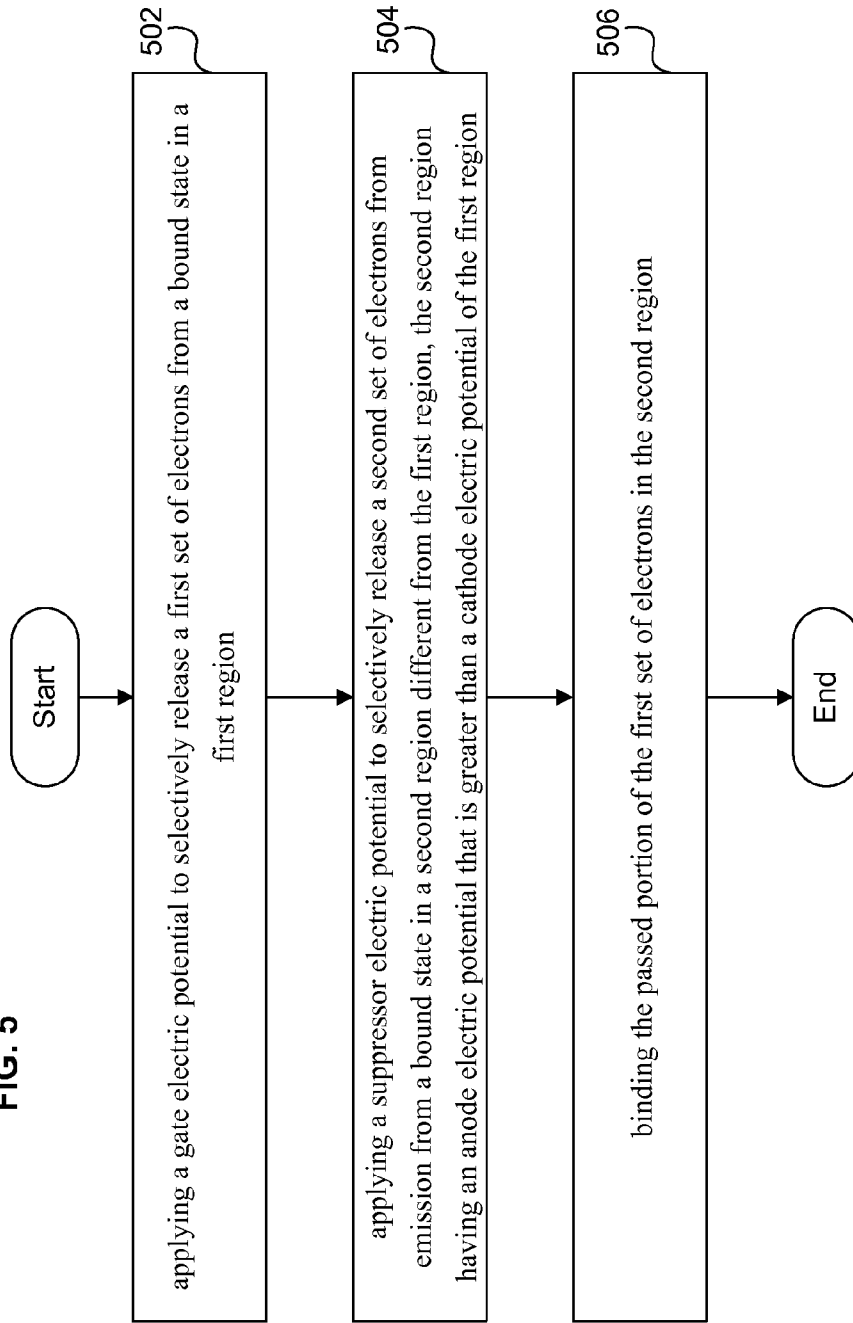 FIG. 5
Start
502
applying a gate electric potential to selectively release a first set of electrons from a bound state in a
first region
504
applying a suppressor electric potential to selectively release a second set of electrons from
emission from a bound state in a second region different from the first region, the second region
having an anode electric potential that is greater than a cathode electric potential of the first region
506
binding the passed portion of the first set of electrons in the second region
End